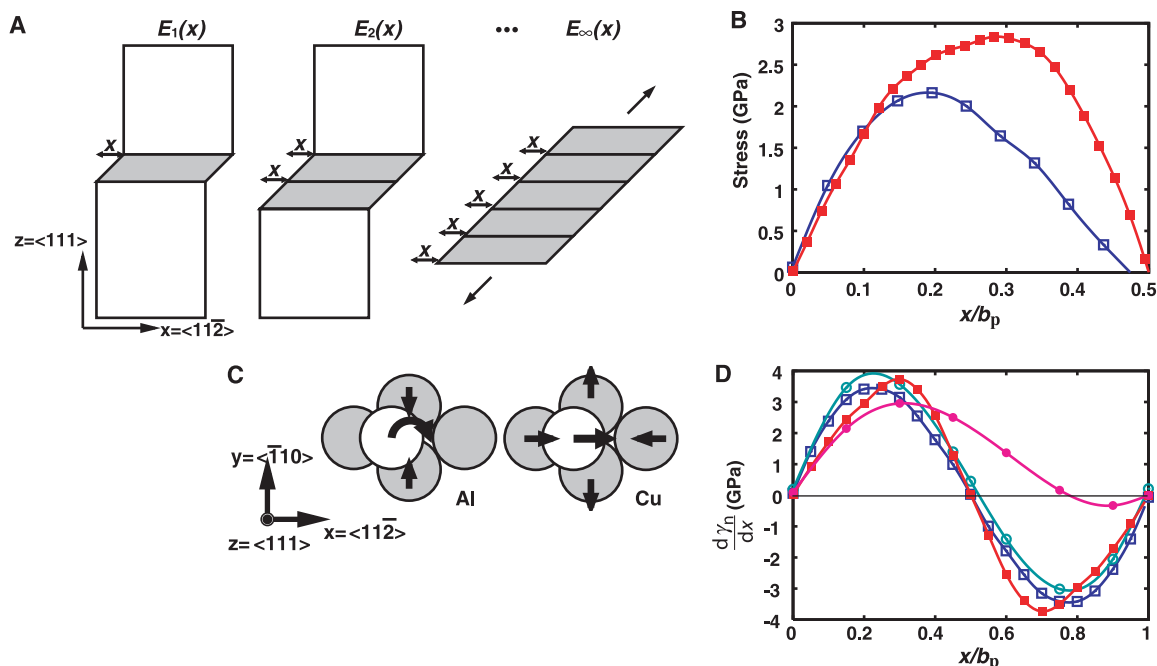 A
E₁(x) E₂(x) ••• E∞(x)
x
x
x
x
x
x
x
x
z=<111>
x=<112̅>
B
Stress (GPa)
3
2.5
2
1.5
1
0.5
0
0 0.1 0.2 0.3 0.4 0.5
x/bₚ
C
y=<1̅10>
z=<111>
x=<112̅>
Al
Cu
D
dγₙ/dx (GPa)
4
3
2
1
0
-1
-2
-3
-4
0 0.2 0.4 0.6 0.8 1
x/bₚ